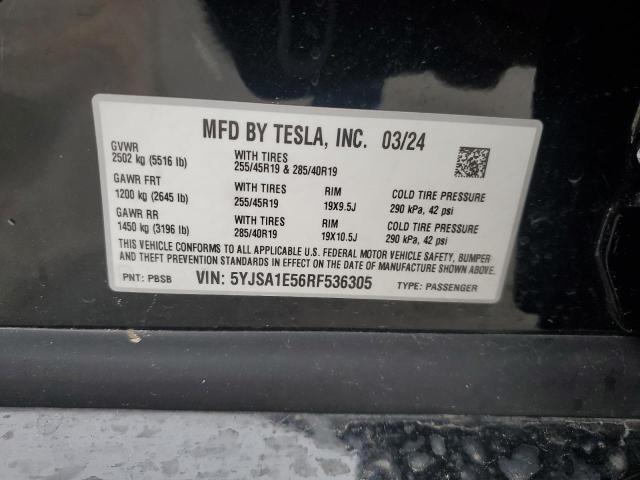 MFD BY TESLA, INC. 03/24
GVWR
2502 kg (5516 lb)
WITH TIRES
255/45R19 & 285/40R19
GAWR FRT
1200 kg (2645 lb)
WITH TIRES
255/45R19
RIM
19X9.5J
COLD TIRE PRESSURE
290 kPa, 42 psi
GAWR RR
1450 kg (3196 lb)
WITH TIRES
285/40R19
RIM
19X10.5J
COLD TIRE PRESSURE
290 kPa, 42 psi
THIS VEHICLE CONFORMS TO ALL APPLICABLE U.S. FEDERAL MOTOR VEHICLE SAFETY, BUMPER
AND THEFT PREVENTION STANDARDS IN EFFECT ON THE DATE OF MANUFACTURE SHOWN ABOVE.
PNT: PBSB VIN: 5YJSA1E56RF536305 TYPE: PASSENGER